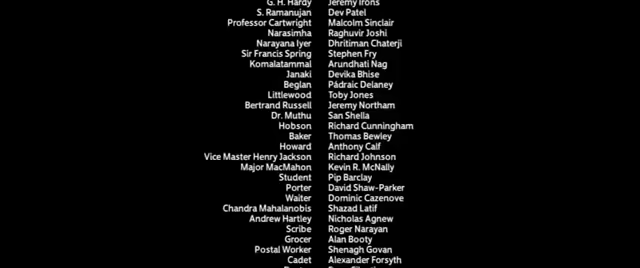 G. H. Hardy Jeremy Irons
S. Ramanujan Dev Patel
Professor Cartwright Malcolm Sinclair
Narasimha Raghuvir Joshi
Narayana Iyer Dhritiman Chaterji
Sir Francis Spring Stephen Fry
Komalatammal Arundhati Nag
Janaki Devika Bhise
Beglan Pádraic Delaney
Littlewood Toby Jones
Bertrand Russell Jeremy Northam
Dr. Muthu San Shella
Hobson Richard Cunningham
Baker Thomas Bewley
Howard Anthony Calf
Vice Master Henry Jackson Richard Johnson
Major MacMahon Kevin R. McNally
Student Pip Barclay
Porter David Shaw-Parker
Waiter Dominic Cazenove
Chandra Mahalanobis Shazad Latif
Andrew Hartley Nicholas Agnew
Scribe Roger Narayan
Grocer Alan Booty
Postal Worker Shenagh Govan
Cadet Alexander Forsyth